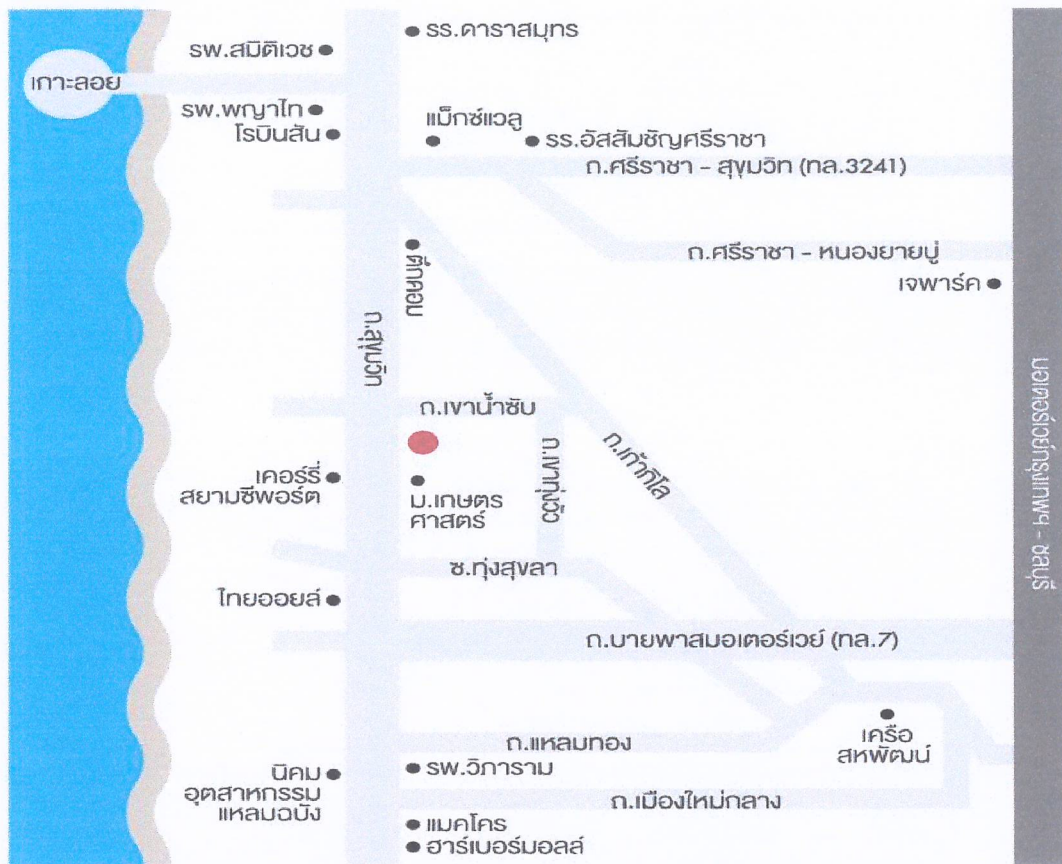 รร.ดาราสมุทร
รพ.สมิติเวช
เกาะลอย
รพ.พญาไท
โรบินสัน
แม็กซ์แวลู
รร.อัสสัมชัญศรีราชา
ถ.ศรีราชา - สุขุมวิท (ทล.3241)
ถ.ศรีราชา - หนองยายบู่
เจพาร์ค
ตึกคอม
ถ.สุขุมวิท
ถ.เขาน้ำซับ
ถ.เก้ากิโล
ถ.เขาทุ่งวัว
มอเตอร์เวย์กรุงเทพฯ - ชลบุรี
เคอร์รี่
สยามซีพอร์ต
ม.เกษตร
ศาสตร์
ซ.ทุ่งสุขลา
ไทยออยล์
ถ.บายพาสมอเตอร์เวย์ (ทล.7)
เครือ
สหพัฒน์
ถ.แหลมทอง
รพ.วิภาราม
นิคม
อุตสาหกรรม
แหลมฉบัง
ถ.เมืองใหม่กลาง
แมคโคร
ฮาร์เบอร์มอลล์